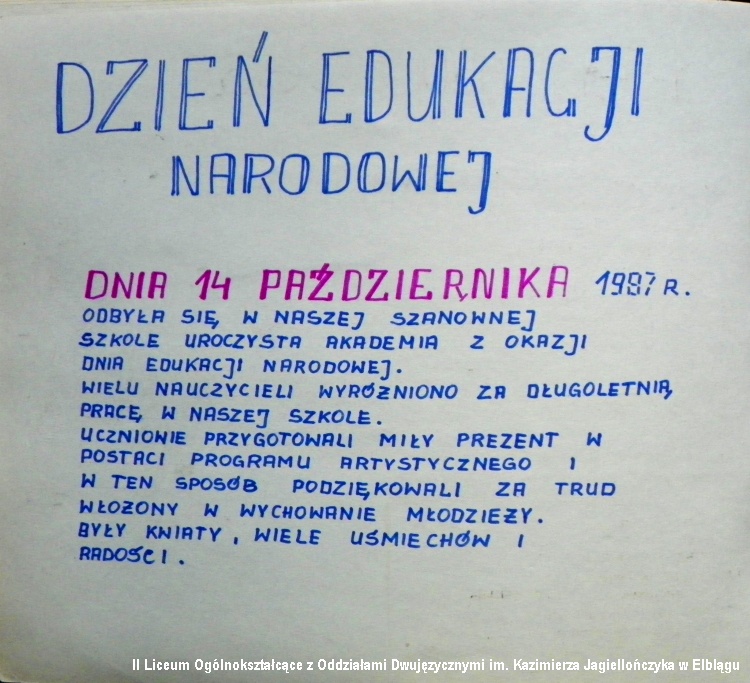 DZIEŃ EDUKACJI
NARODOWEJ
DNIA 14 PAŹDZIERNIKA 1987 R.
ODBYŁA SIĘ W NASZEJ SZANOWNEJ
SZKOLE UROCZYSTA AKADEMIA Z OKAZJI
DNIA EDUKACJI NARODOWEJ.
WIELU NAUCZYCIELI WYRÓŻNIONO ZA DŁUGOLETNIĄ
PRACĘ W NASZEJ SZKOLE.
UCZNIOWIE PRZYGOTOWALI MIŁY PREZENT W
POSTACI PROGRAMU ARTYSTYCZNEGO I
W TEN SPOSÓB PODZIĘKOWALI ZA TRUD
WŁOŻONY W WYCHOWANIE MŁODZIEŻY.
BYŁY KWIATY, WIELE UŚMIECHÓW I
RADOŚCI.
II Liceum Ogólnokształcące z Oddziałami Dwujęzycznymi im. Kazimierza Jagiellończyka w Elblągu